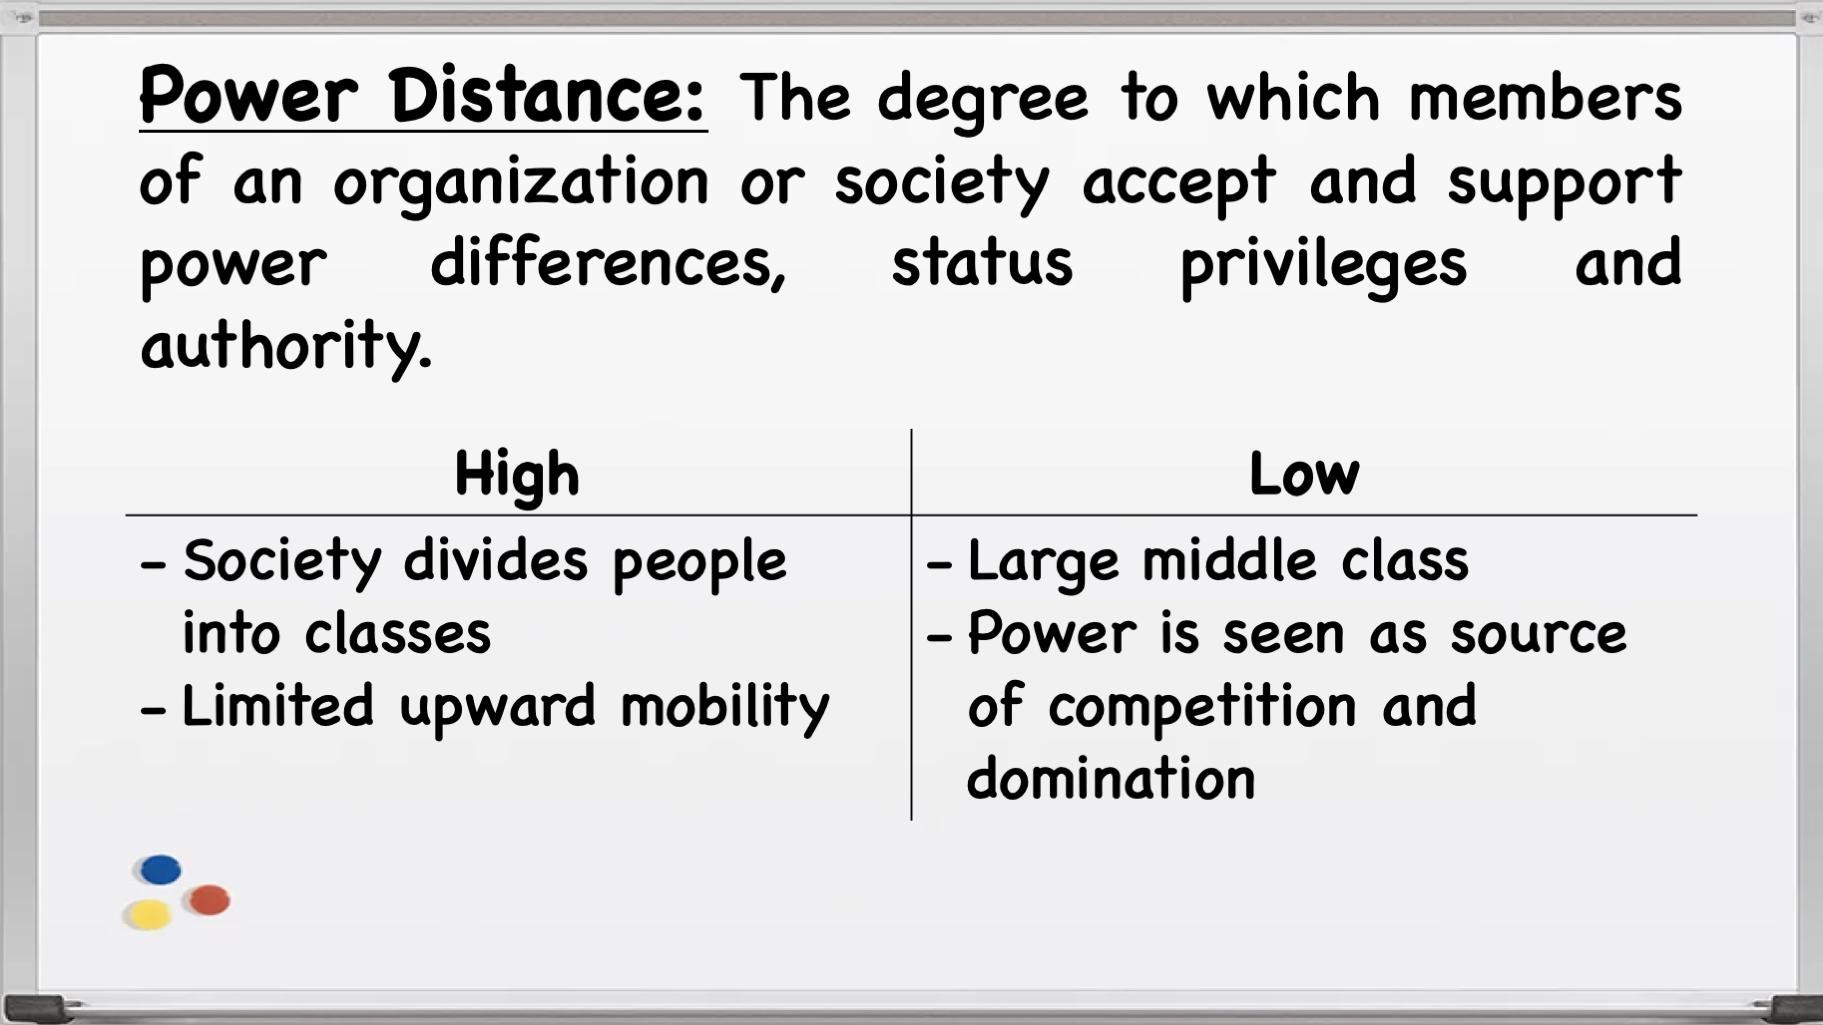 Power Distance: The degree to which members
of an organization or society accept and support
power differences, status privileges and
authority.
High
- Society divides people
into classes
- Limited upward mobility
Low
- Large middle class
- Power is seen as source
of competition and
domination